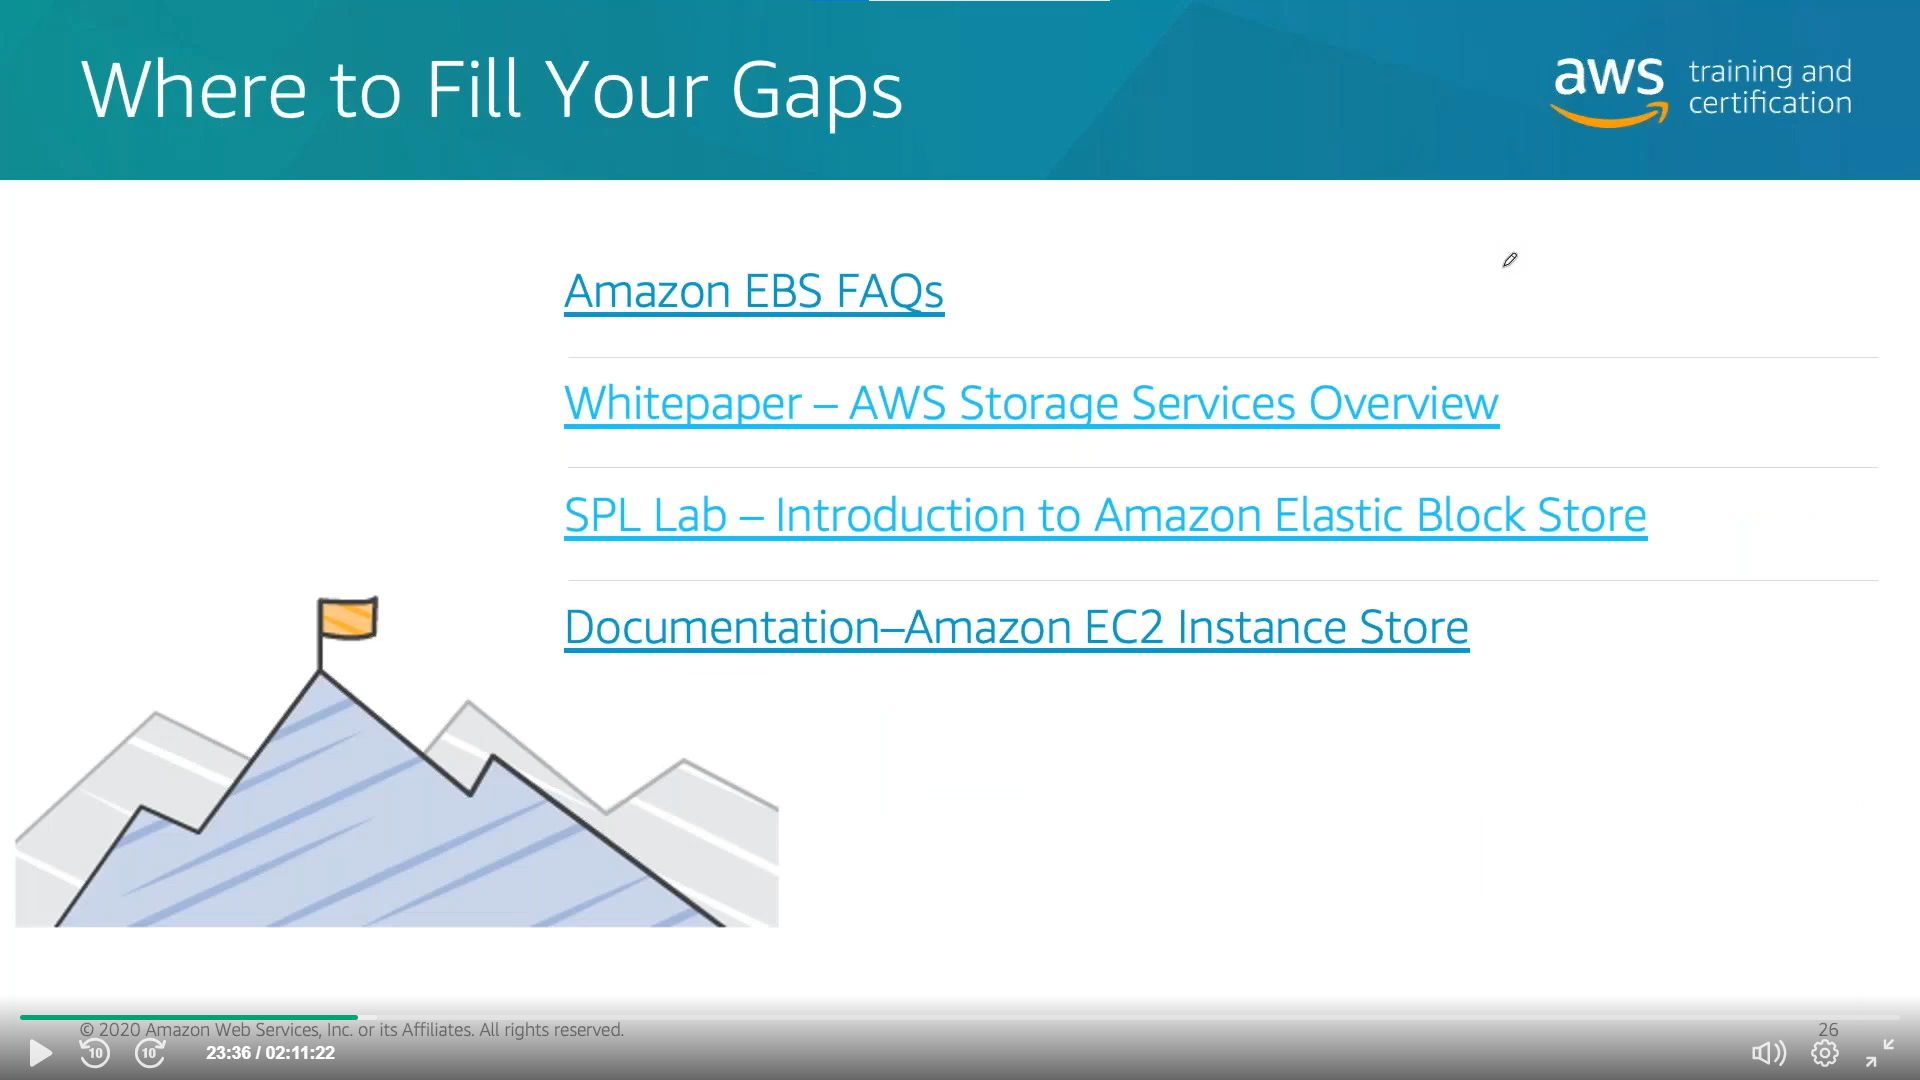 Where to Fill Your Gaps
aws training and certification
Amazon EBS FAQs
Whitepaper – AWS Storage Services Overview
SPL Lab – Introduction to Amazon Elastic Block Store
Documentation–Amazon EC2 Instance Store
© 2020 Amazon Web Services, Inc. or its Affiliates. All rights reserved.
26
10
10
23:36 / 02:11:22